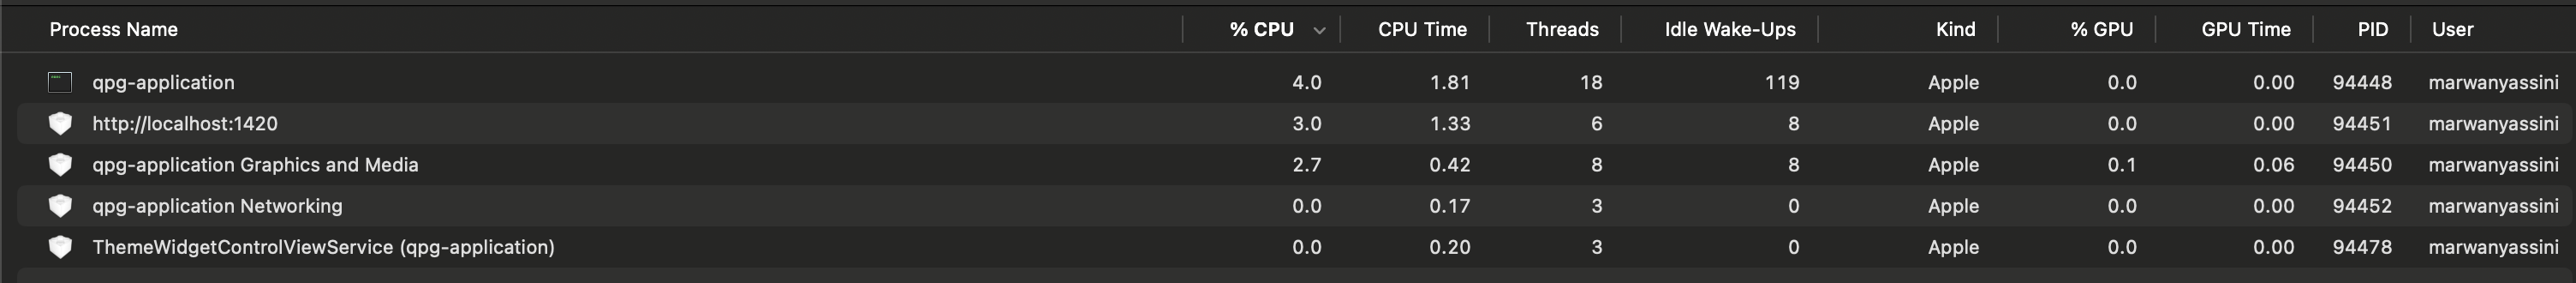 Process Name % CPU CPU Time Threads Idle Wake-Ups Kind % GPU GPU Time PID User
qpg-application 4.0 1.81 18 119 Apple 0.0 0.00 94448 marwanyassini
http://localhost:1420 3.0 1.33 6 8 Apple 0.0 0.00 94451 marwanyassini
qpg-application Graphics and Media 2.7 0.42 8 8 Apple 0.1 0.06 94450 marwanyassini
qpg-application Networking 0.0 0.17 3 0 Apple 0.0 0.00 94452 marwanyassini
ThemeWidgetControlViewService (qpg-application) 0.0 0.20 3 0 Apple 0.0 0.00 94478 marwanyassini